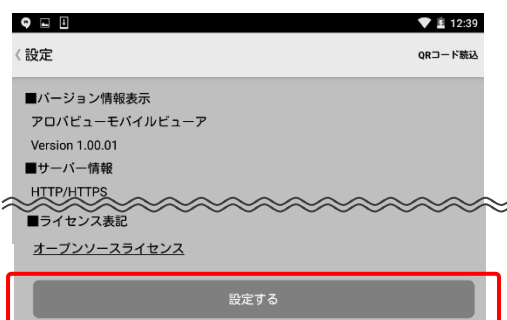 12:39
設定
QRコード読込
■バージョン情報表示
アロバビューモバイルビューア
Version 1.00.01
■サーバー情報
HTTP/HTTPS
■ライセンス表記
オープンソースライセンス
設定する